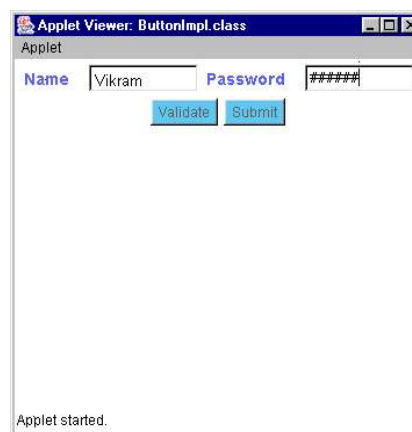 Applet Viewer: ButtonImpl.class
Applet
Name Vikram Password ######
Validate Submit
Applet started.